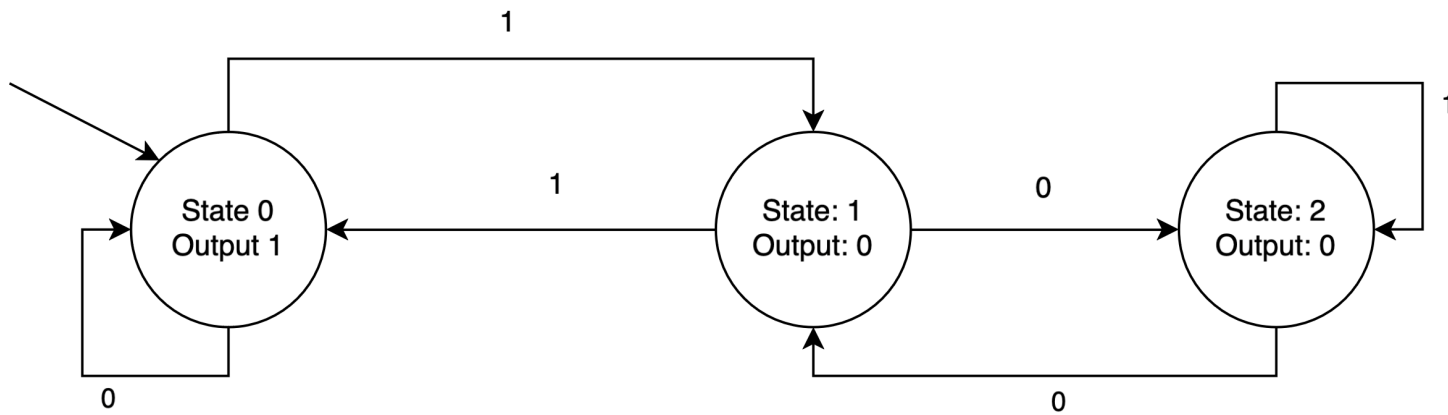 1
1
1
0
State 0
Output 1
State: 1
Output: 0
State: 2
Output: 0
0
0